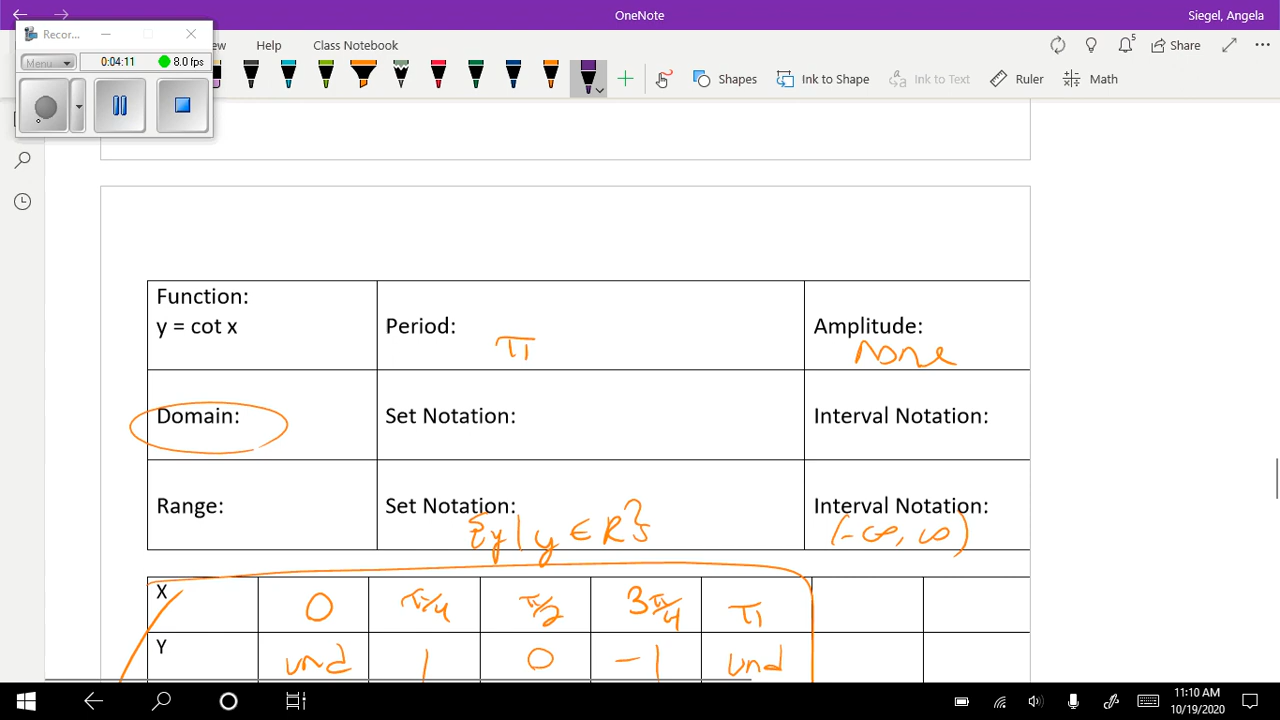 OneNote
Siegel, Angela
Recor...
ew Help Class Notebook
Share
Menu
0:04:11
8.0 fps
Shapes
Ink to Shape
Ink to Text
Ruler
Math
Function:
y = cot x
Period:
π
Amplitude:
None
Domain:
Set Notation:
Interval Notation:
Range:
Set Notation:
{y | y ∈ R}
Interval Notation:
(-∞, ∞)
X 0 π/4 π/2 3π/4 π
Y und 1 0 -1 und
11:10 AM
10/19/2020